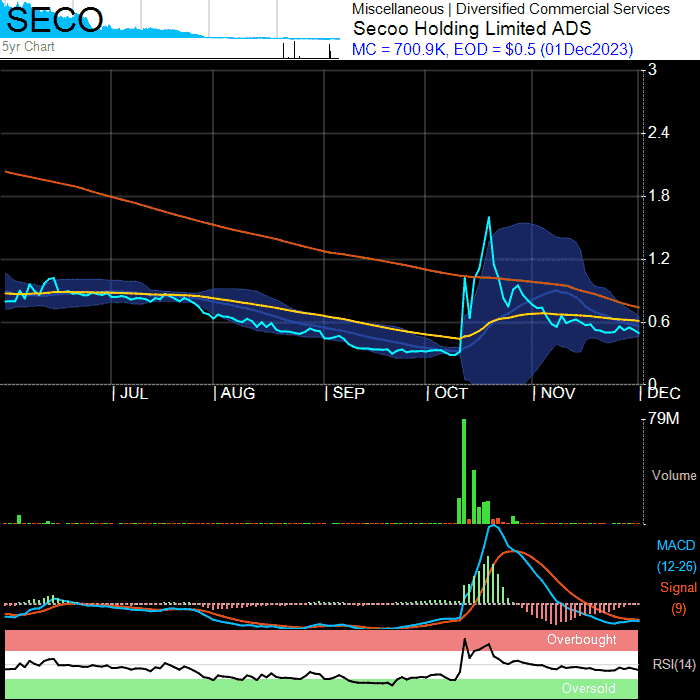 SECO
5yr Chart
Miscellaneous | Diversified Commercial Services
Secoo Holding Limited ADS
MC = 700.9K, EOD = $0.5 (01Dec2023)
3
2.4
1.8
1.2
0.6
0
JUL AUG SEP OCT NOV DEC
79M
Volume
MACD
(12-26)
Signal
(9)
Overbought
RSI(14)
Oversold